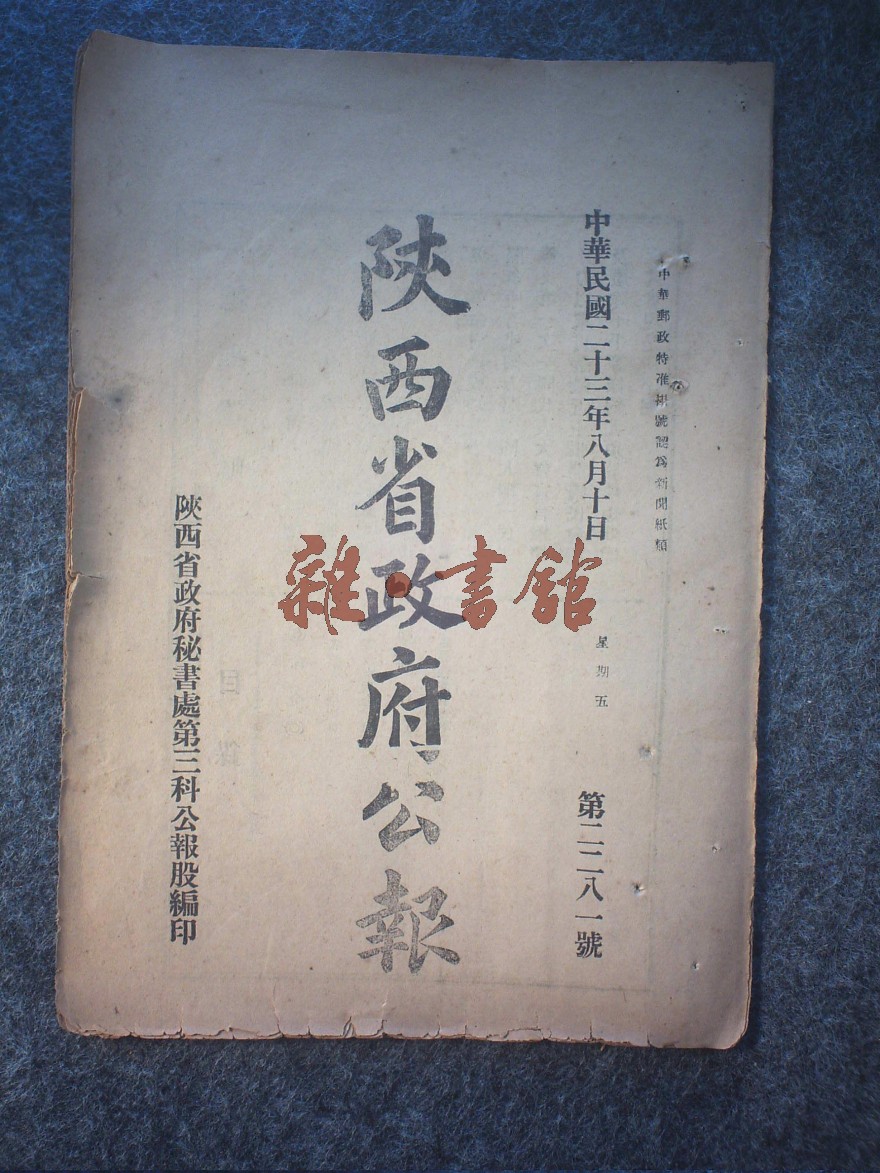 中華郵政特准掛號認為新聞紙類
中華民國二十三年八月十日
星期五
第二二八一號
陝西省政府公報
陝西省政府秘書處第三科公報股編印
雜·書館